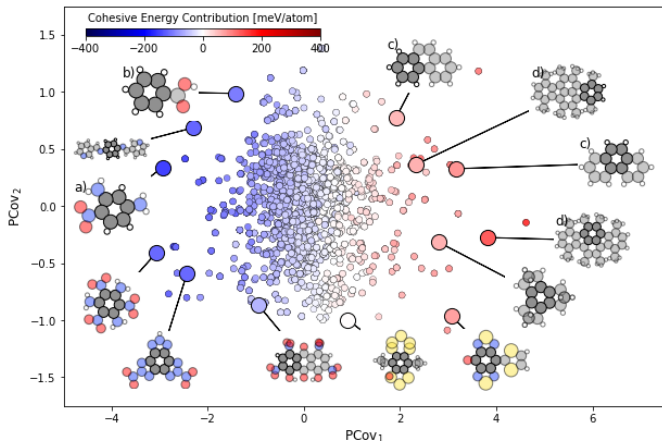 Cohesive Energy Contribution [meV/atom]
−400 −200 0 200 400
1.5
1.0
0.5
0.0
−0.5
−1.0
−1.5
PCov2
b)
c)
d)
c)
a)
d)
−4 −2 0 2 4 6
PCov1